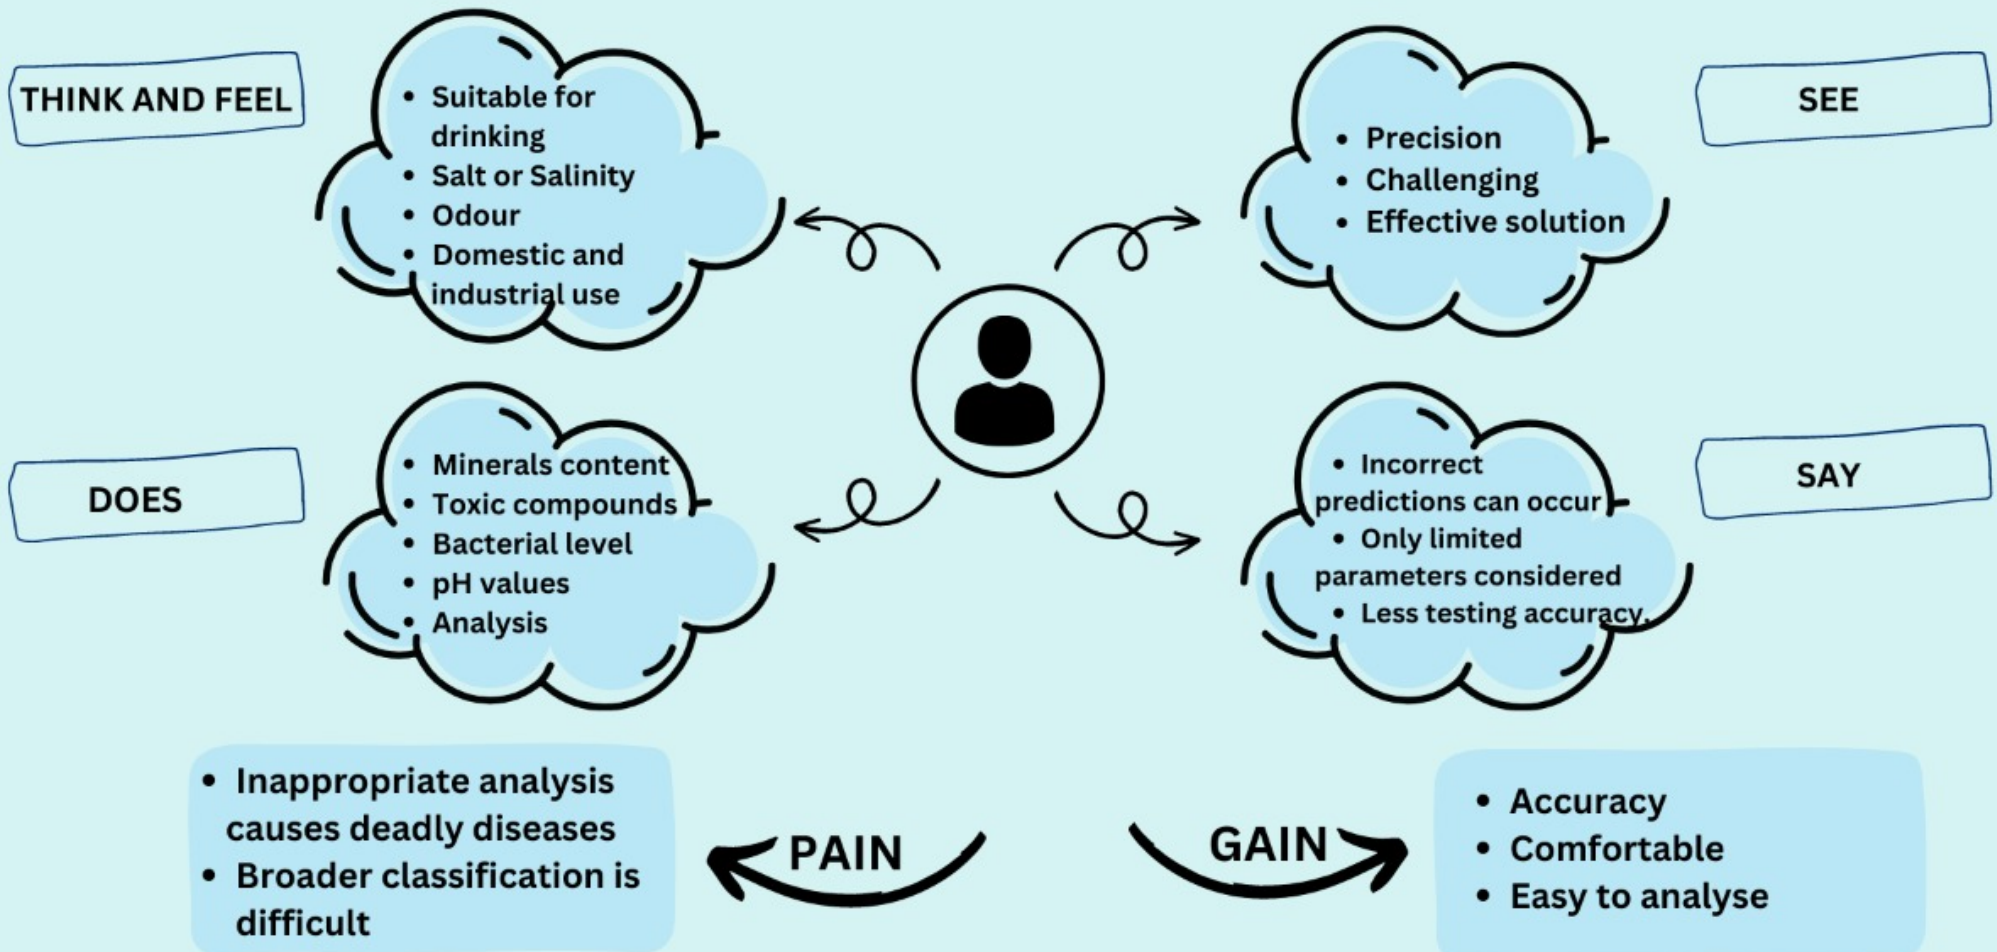 THINK AND FEEL
• Suitable for
drinking
• Salt or Salinity
• Odour
• Domestic and
industrial use
• Precision
• Challenging
• Effective solution
SEE
DOES
• Minerals content
• Toxic compounds
• Bacterial level
• pH values
• Analysis
• Incorrect
predictions can occur
• Only limited
parameters considered
• Less testing accuracy.
SAY
• Inappropriate analysis
causes deadly diseases
• Broader classification is
difficult
PAIN
GAIN
• Accuracy
• Comfortable
• Easy to analyse